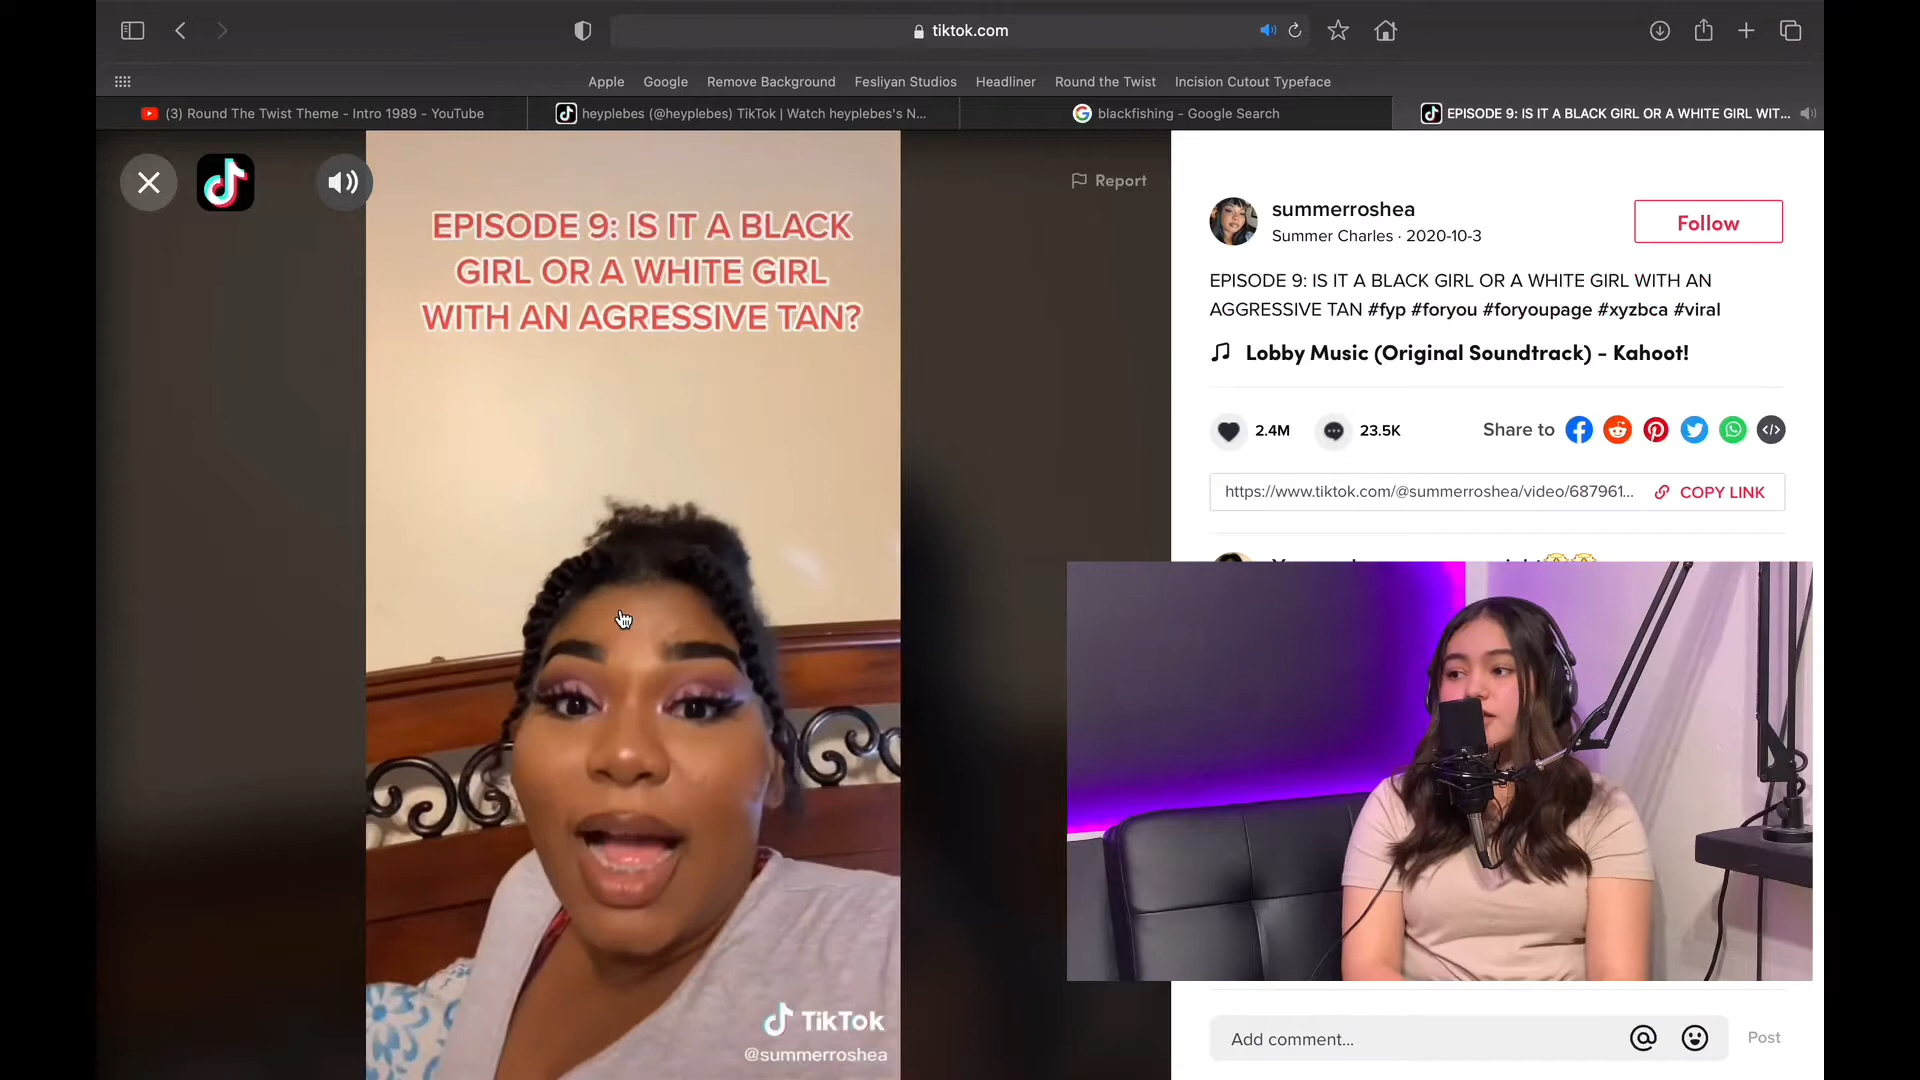 tiktok.com
Apple Google Remove Background Fesliyan Studios Headliner Round the Twist Incision Cutout Typeface
(3) Round The Twist Theme - Intro 1989 - YouTube
heyplebes (@heyplebes) TikTok | Watch heyplebes's N...
blackfishing - Google Search
EPISODE 9: IS IT A BLACK GIRL OR A WHITE GIRL WIT...
Report
EPISODE 9: IS IT A BLACK
GIRL OR A WHITE GIRL
WITH AN AGRESSIVE TAN?
TikTok
@summerroshea
summerroshea
Summer Charles · 2020-10-3
Follow
EPISODE 9: IS IT A BLACK GIRL OR A WHITE GIRL WITH AN
AGGRESSIVE TAN #fyp #foryou #foryoupage #xyzbca #viral
Lobby Music (Original Soundtrack) - Kahoot!
2.4M 23.5K Share to
https://www.tiktok.com/@summerroshea/video/687961... COPY LINK
Add comment... Post